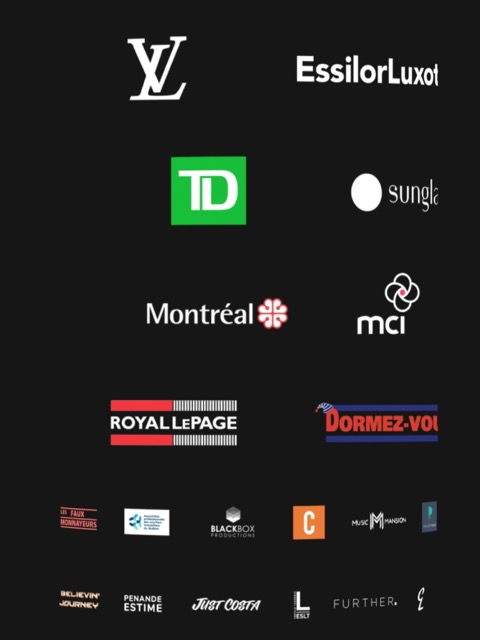 LV
EssilorLuxot
TD
sungla
Montréal
mci
ROYAL LEPAGE
DORMEZ-VOU
LES FAUX
MONNAYEURS
BLACKBOX
PRODUCTIONS
C
MUSIC M MANSION
BELIEVIN'
JOURNEY
PENANDE
ESTIME
JUST COSTA
L
ESLT
FURTHER.